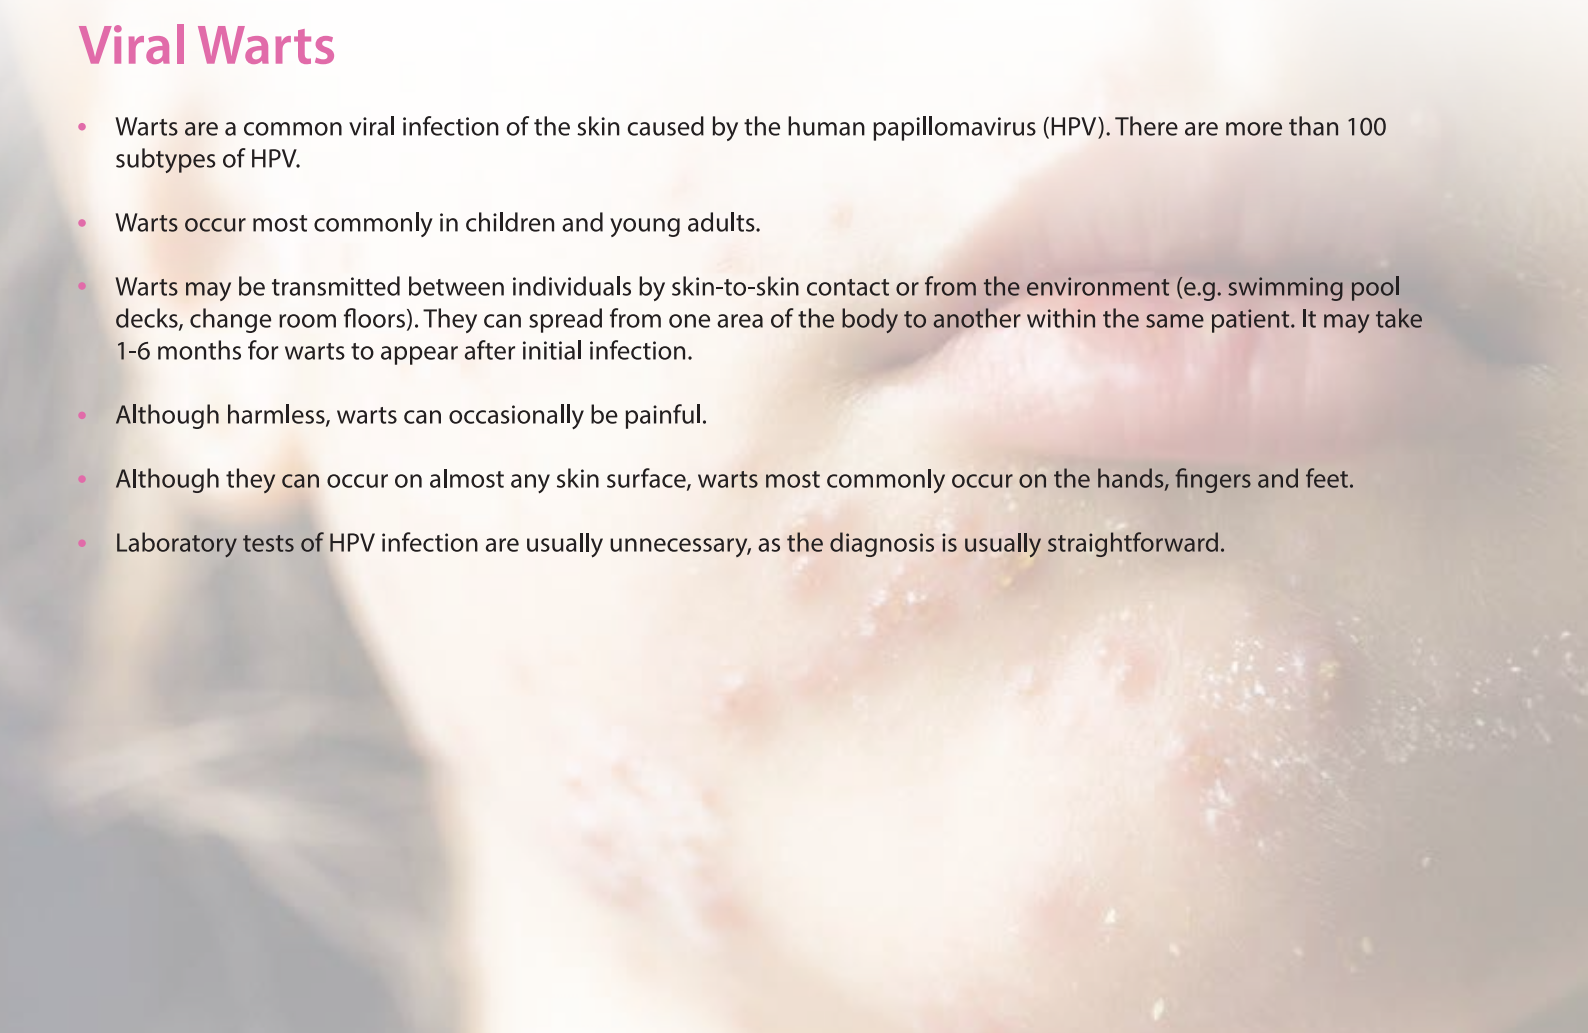 Viral Warts
• Warts are a common viral infection of the skin caused by the human papillomavirus (HPV). There are more than 100
subtypes of HPV.
• Warts occur most commonly in children and young adults.
• Warts may be transmitted between individuals by skin-to-skin contact or from the environment (e.g. swimming pool
decks, change room floors). They can spread from one area of the body to another within the same patient. It may take
1-6 months for warts to appear after initial infection.
• Although harmless, warts can occasionally be painful.
• Although they can occur on almost any skin surface, warts most commonly occur on the hands, fingers and feet.
• Laboratory tests of HPV infection are usually unnecessary, as the diagnosis is usually straightforward.